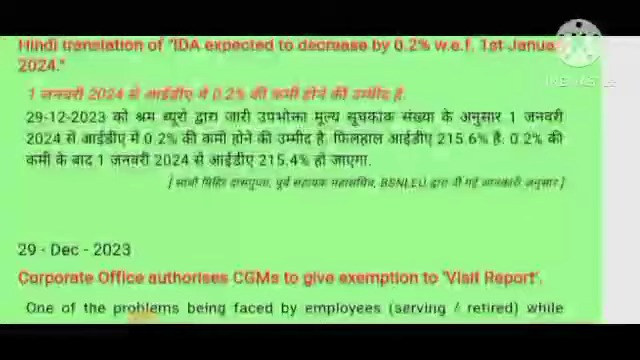 Hindi translation of "IDA expected to decrease by 0.2% w.e.f. 1st
2024."
1 जनवरी 2024 से आईडीए में 0.2% की कमी होने की उम्मीद है.
29-12-2023 को श्रम ब्यूरो द्वारा जारी उपभोक्ता मूल्य सूचकांक संख्या के अनुसार 1 जनवरी
2024 से आईडीए में 0.2% की कमी होने की उम्मीद है. फिलहाल आईडीए 215.6% है. 0.2% की
कमी के बाद 1 जनवरी 2024 से आईडीए 215.4% हो जाएगा.
[ साथी मिहिर दासगुप्ता, पूर्व सहायक महासचिव, BSNLEU द्वारा दी गई जानकारी अनुसार ]
29 - Dec - 2023
Corporate Office authorises CGMs to give exemption to 'Visit Report'.
One of the problems being faced by employees (serving / retired) while